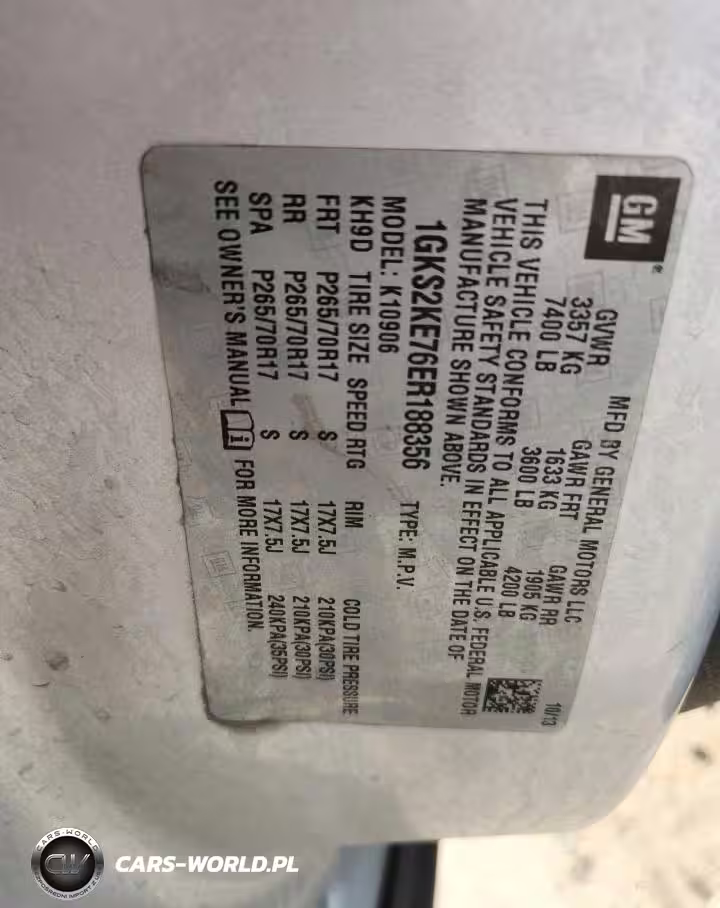 GM
MFD BY GENERAL MOTORS LLC 10/13
GVWR GAWR FRT GAWR RR
3357 KG 1633 KG 1905 KG
7400 LB 3600 LB 4200 LB
THIS VEHICLE CONFORMS TO ALL APPLICABLE U.S. FEDERAL MOTOR
VEHICLE SAFETY STANDARDS IN EFFECT ON THE DATE OF
MANUFACTURE SHOWN ABOVE.
1GKS2KE76ER188356 TYPE: M.P.V.
MODEL: K10906
KH9D TIRE SIZE SPEED RTG RIM COLD TIRE PRESSURE
FRT P265/70R17 S 17X7.5J 210KPA(30PSI)
RR P265/70R17 S 17X7.5J 210KPA(30PSI)
SPA P265/70R17 S 17X7.5J 240KPA(35PSI)
SEE OWNER'S MANUAL i FOR MORE INFORMATION.
CARS-WORLD
CW
CARS-WORLD.PL